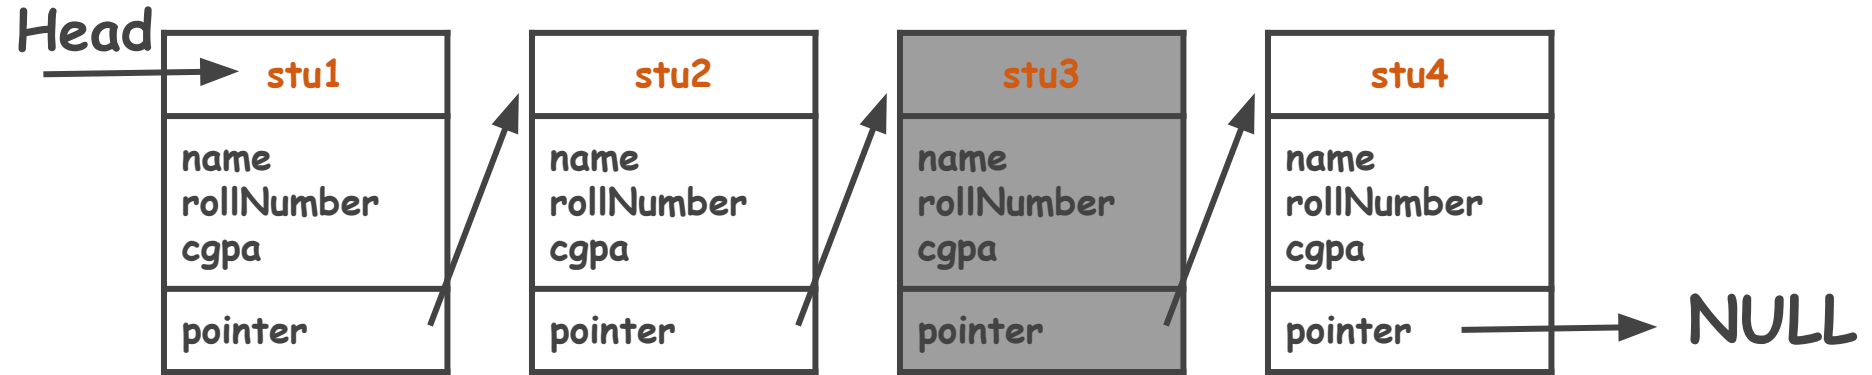 Head
stu1
name
rollNumber
cgpa
pointer
stu2
name
rollNumber
cgpa
pointer
stu3
name
rollNumber
cgpa
pointer
stu4
name
rollNumber
cgpa
pointer
NULL